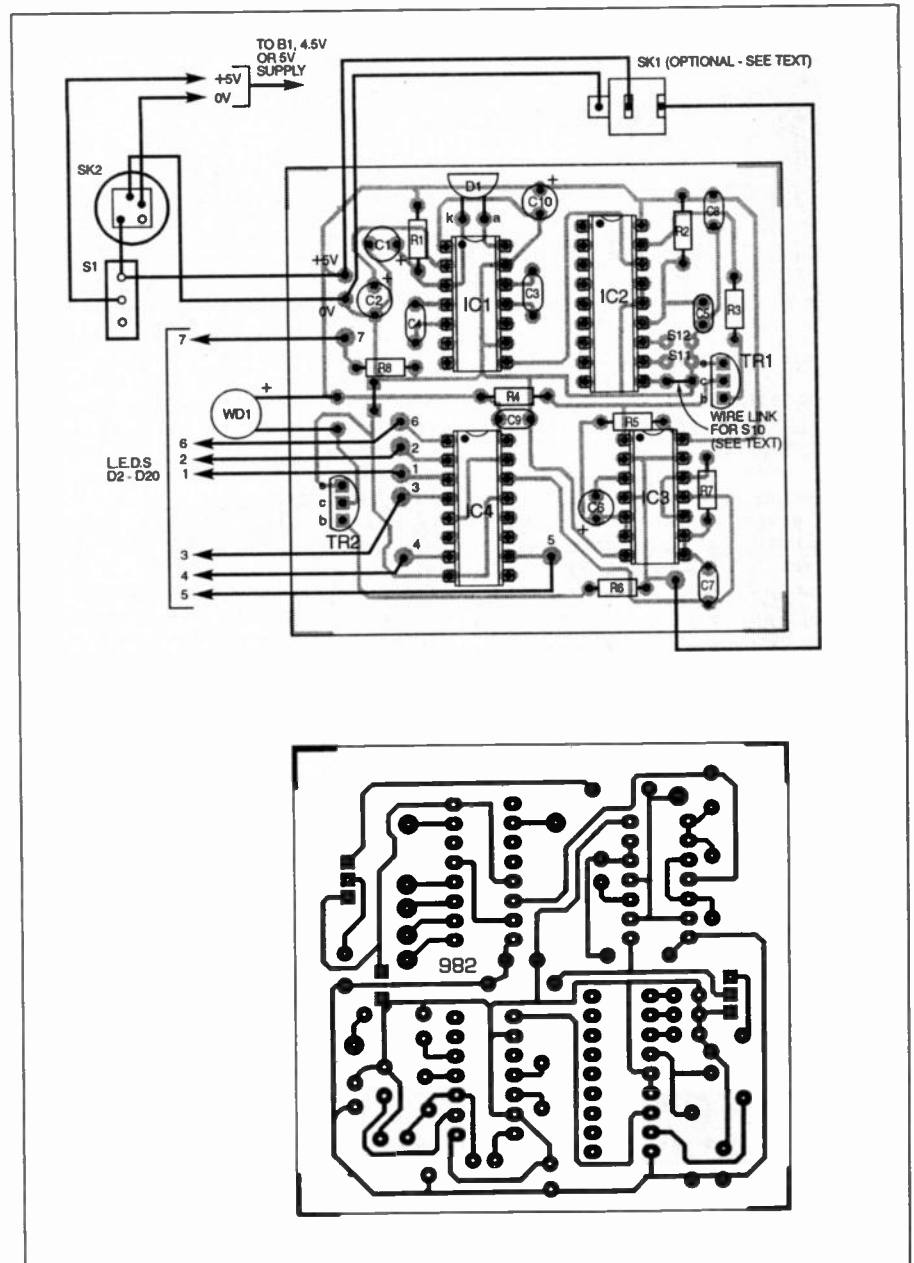 TO B1, 4.5V
OR 5V
SUPPLY
+5V
0V
SK1 (OPTIONAL - SEE TEXT)
SK2
S1
D1
k
a
+
C10
C1
+
R1
+5V
0V
+
C2
C4
IC1
C3
IC2
R2
C8
C5
R3
S12
S11
TR1
c
b
7
7
R8
R4
C9
WIRE LINK
FOR S10
(SEE TEXT)
WD1
+
6
2
1
L.E.D.S
D2 - D20
3
4
5
6
2
1
3
4
5
c
b
TR2
IC4
R5
C6
+
IC3
R7
R6
C7
982